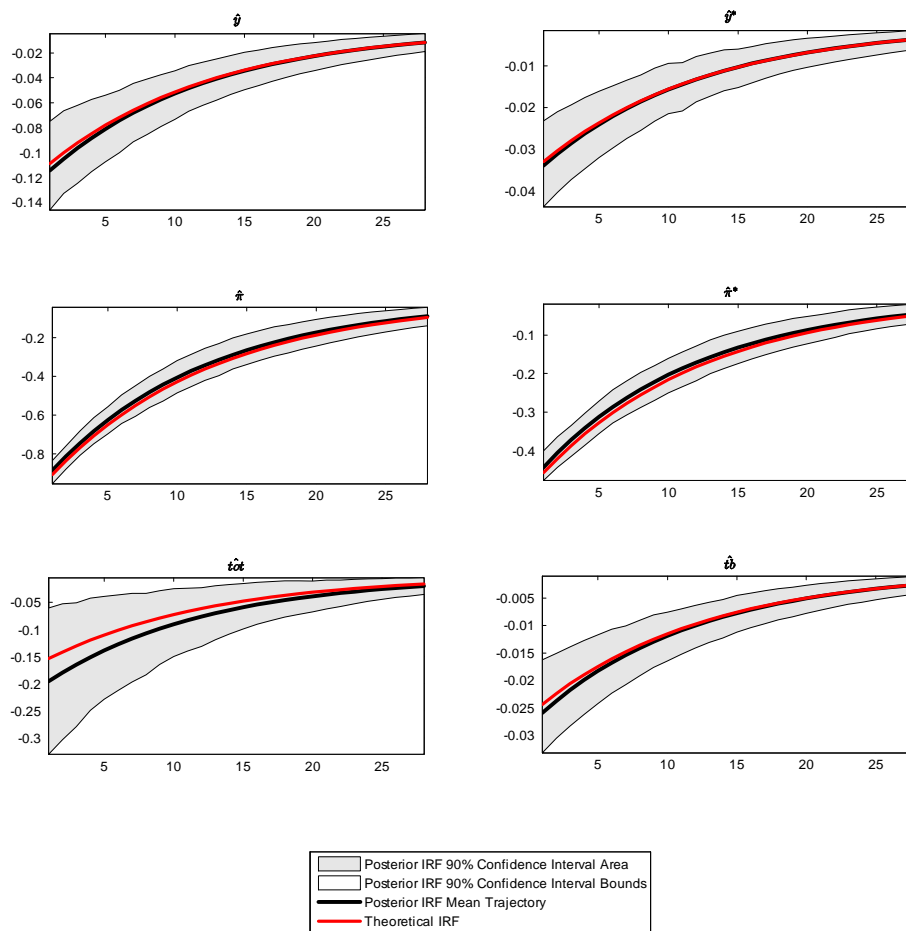 ŷ
-0.02
-0.04
-0.06
-0.08
-0.1
-0.12
-0.14
5 10 15 20 25
ŷ*
-0.01
-0.02
-0.03
-0.04
5 10 15 20 25
π̂
-0.2
-0.4
-0.6
-0.8
5 10 15 20 25
π̂*
-0.1
-0.2
-0.3
-0.4
5 10 15 20 25
tôt
-0.05
-0.1
-0.15
-0.2
-0.25
-0.3
5 10 15 20 25
t̂b
-0.005
-0.01
-0.015
-0.02
-0.025
-0.03
5 10 15 20 25
Posterior IRF 90% Confidence Interval Area
Posterior IRF 90% Confidence Interval Bounds
Posterior IRF Mean Trajectory
Theoretical IRF